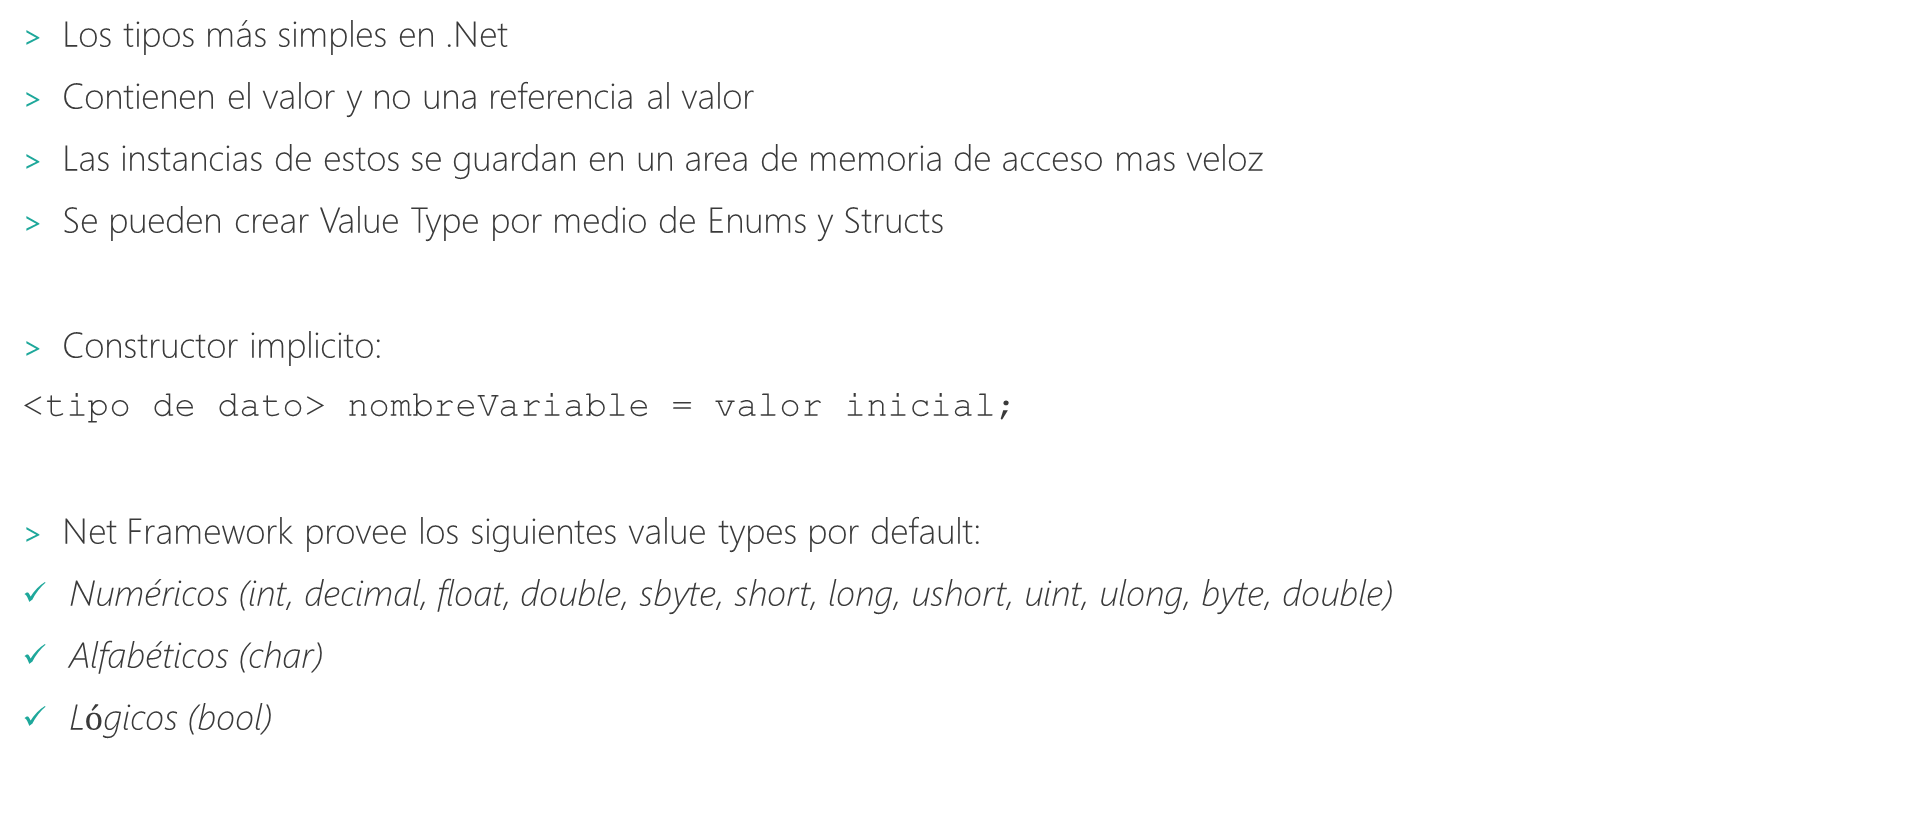 > Los tipos más simples en .Net
> Contienen el valor y no una referencia al valor
> Las instancias de estos se guardan en un area de memoria de acceso mas veloz
> Se pueden crear Value Type por medio de Enums y Structs
> Constructor implicito:
<tipo de dato> nombreVariable = valor inicial;
> Net Framework provee los siguientes value types por default:
✓ Numéricos (int, decimal, float, double, sbyte, short, long, ushort, uint, ulong, byte, double)
✓ Alfabéticos (char)
✓ Lógicos (bool)